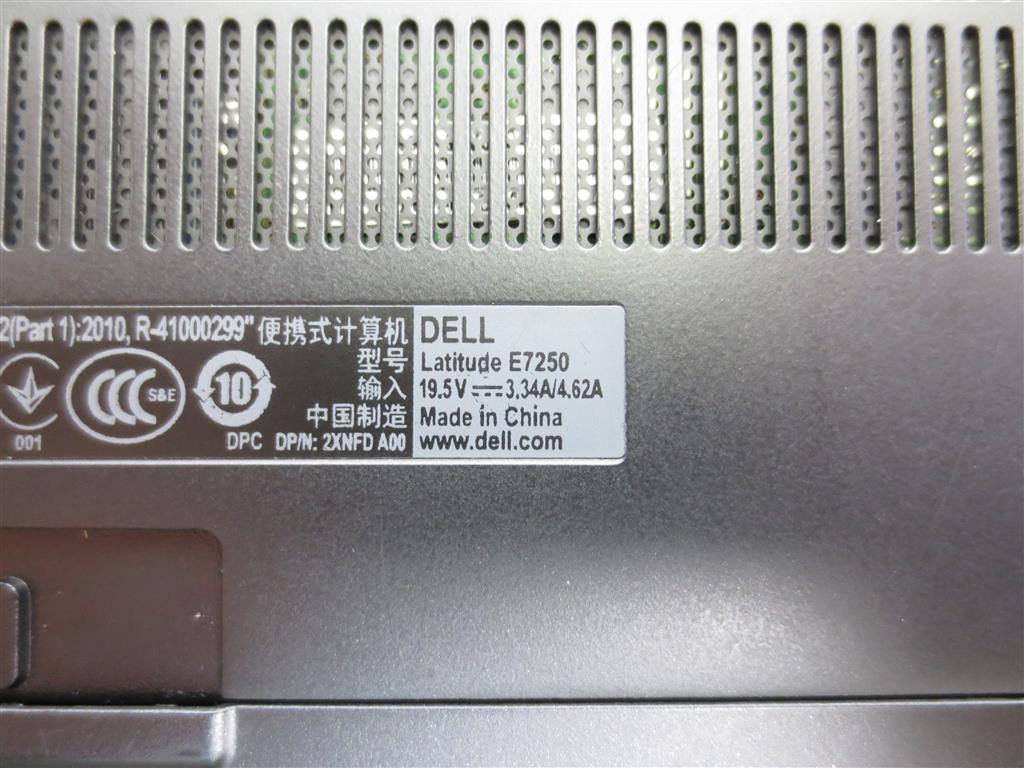 2(Part 1):2010, R-41000299" 便携式计算机 DELL
型号 Latitude E7250
输入 19.5V 3.34A/4.62A
中国制造 Made in China
001 DPC DP/N: 2XNFD A00 www.dell.com
CCC S&E
10